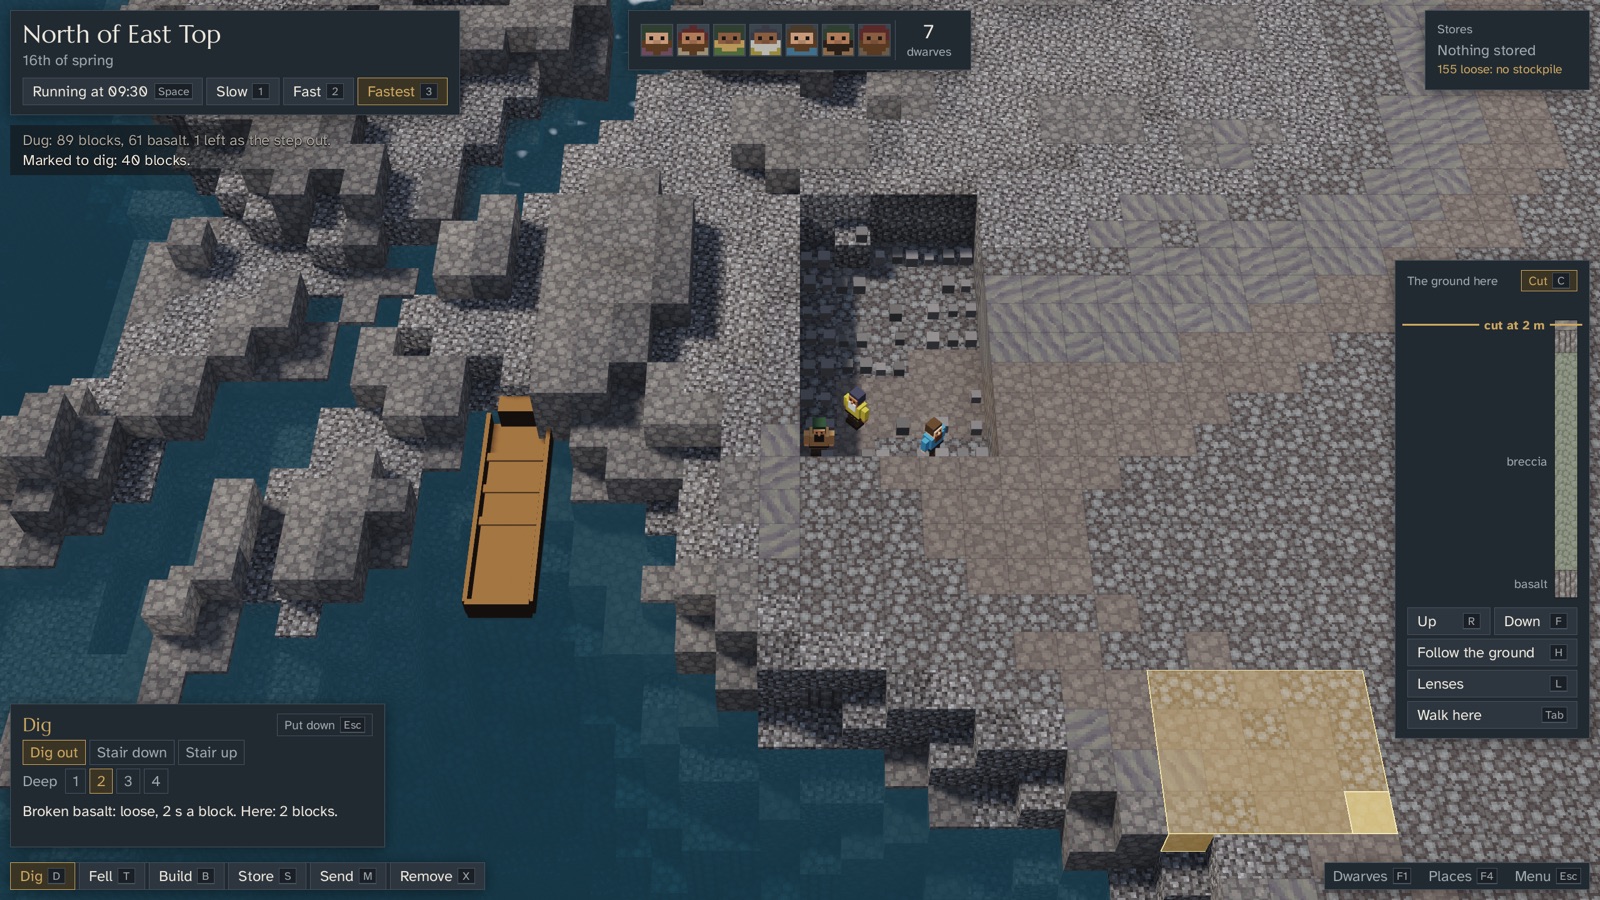 North of East Top
16th of spring
Running at 09:30 Space
Slow 1
Fast 2
Fastest 3
Dug: 89 blocks, 61 basalt. 1 left as the step out.
Marked to dig: 40 blocks.
7
dwarves
Stores
Nothing stored
155 loose: no stockpile
The ground here
Cut C
cut at 2 m
breccia
basalt
Up R
Down F
Follow the ground H
Lenses L
Walk here Tab
Dig
Put down Esc
Dig out
Stair down
Stair up
Deep 1 2 3 4
Broken basalt: loose, 2 s a block. Here: 2 blocks.
Dig D
Fell T
Build B
Store S
Send M
Remove X
Dwarves F1
Places F4
Menu Esc